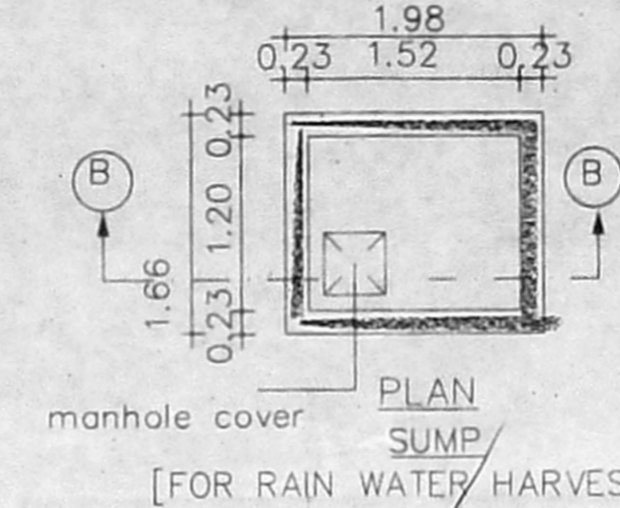 1.98
0,23 1.52 0,23
0,23
1.20
0,23
1.66
B
B
manhole cover
PLAN
SUMP
[FOR RAIN WATER HARVES